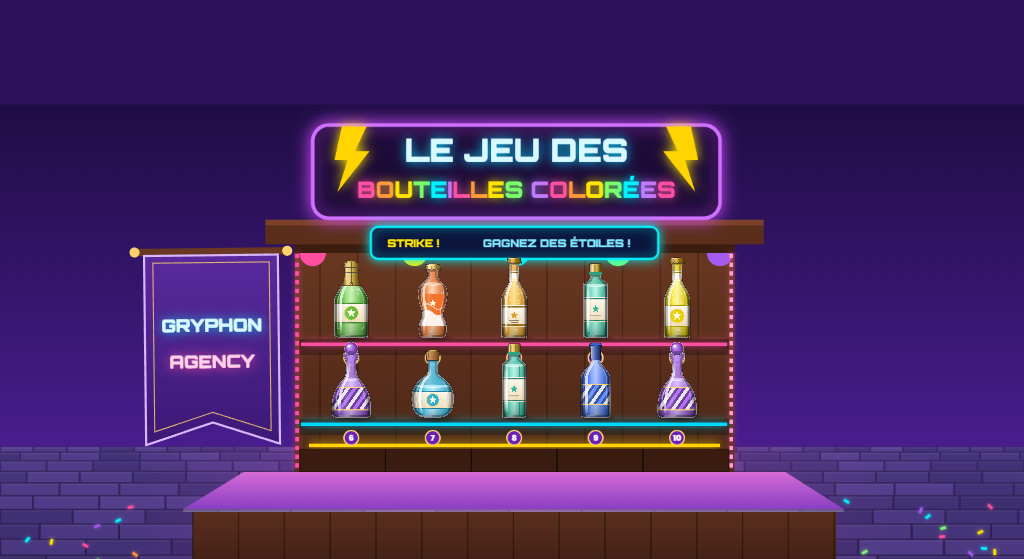 LE JEU DES
BOUTEILLES COLORÉES
STRIKE ! GAGNEZ DES ÉTOILES !
GRYPHON
AGENCY
6 7 8 9 10